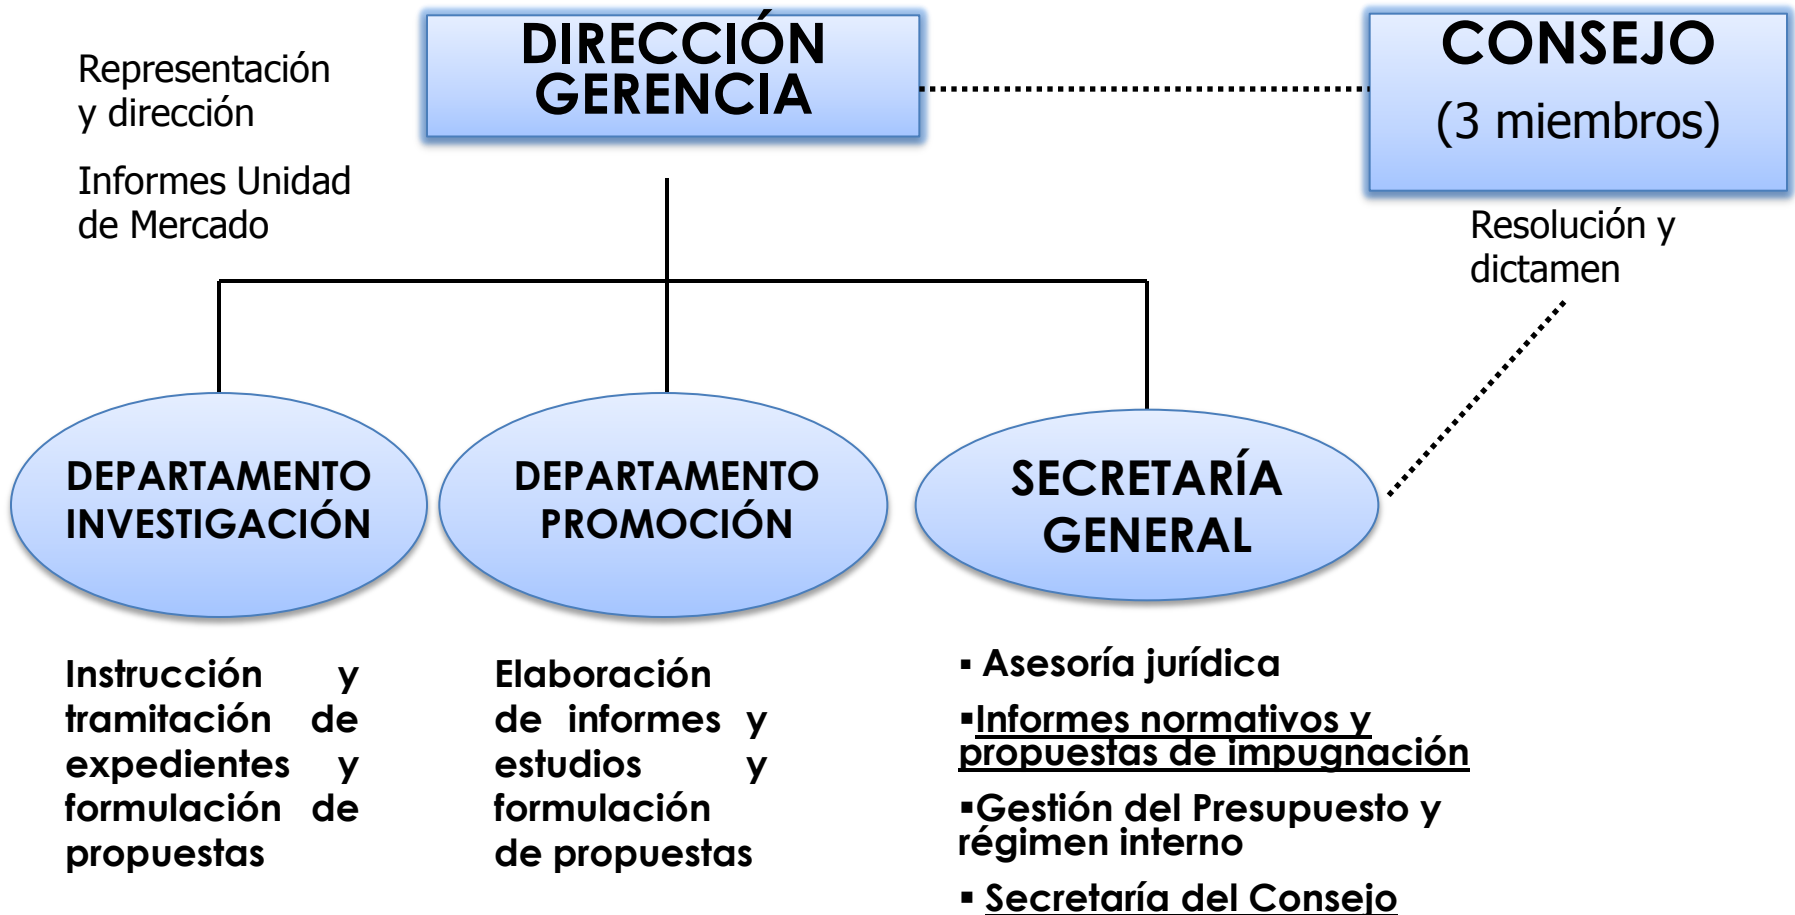 Representación
y dirección
Informes Unidad
de Mercado
DIRECCIÓN
GERENCIA
CONSEJO
(3 miembros)
Resolución y
dictamen
DEPARTAMENTO
INVESTIGACIÓN
DEPARTAMENTO
PROMOCIÓN
SECRETARÍA
GENERAL
Instrucción y
tramitación de
expedientes y
formulación de
propuestas
Elaboración
de informes y
estudios y
formulación
de propuestas
▪ Asesoría jurídica
▪Informes normativos y
propuestas de impugnación
▪Gestión del Presupuesto y
régimen interno
▪ Secretaría del Consejo